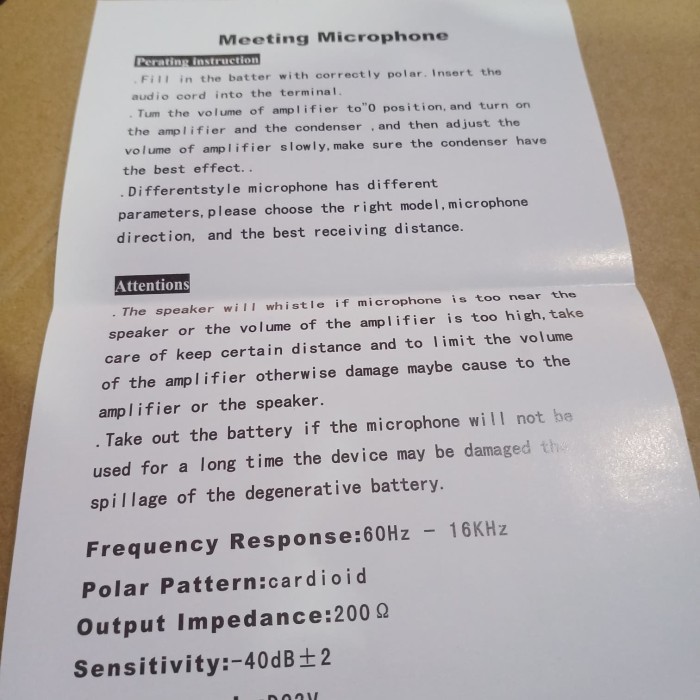 Meeting Microphone
Perating Instruction
.Fill in the batter with correctly polar. Insert the
audio cord into the terminal.
.Tum the volume of amplifier to"0 position, and turn on
the amplifier and the condenser ,and then adjust the
volume of amplifier slowly,make sure the condenser have
the best effect..
.Differentstyle microphone has different
parameters,please choose the right model,microphone
direction, and the best receiving distance.
Attentions
.The speaker will whistle if microphone is too near the
speaker or the volume of the amplifier is too high,take
care of keep certain distance and to limit the volume
of the amplifier otherwise damage maybe cause to the
amplifier or the speaker.
.Take out the battery if the microphone will not be
used for a long time the device may be damaged the
spillage of the degenerative battery.
Frequency Response:60Hz - 16KHz
Polar Pattern:cardioid
Output Impedance:200Ω
Sensitivity:-40dB±2